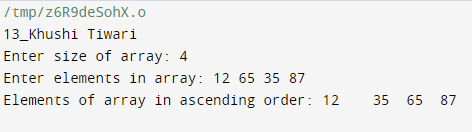 /tmp/z6R9deSohX.o
13_Khushi Tiwari
Enter size of array: 4
Enter elements in array: 12 65 35 87
Elements of array in ascending order: 12    35  65  87